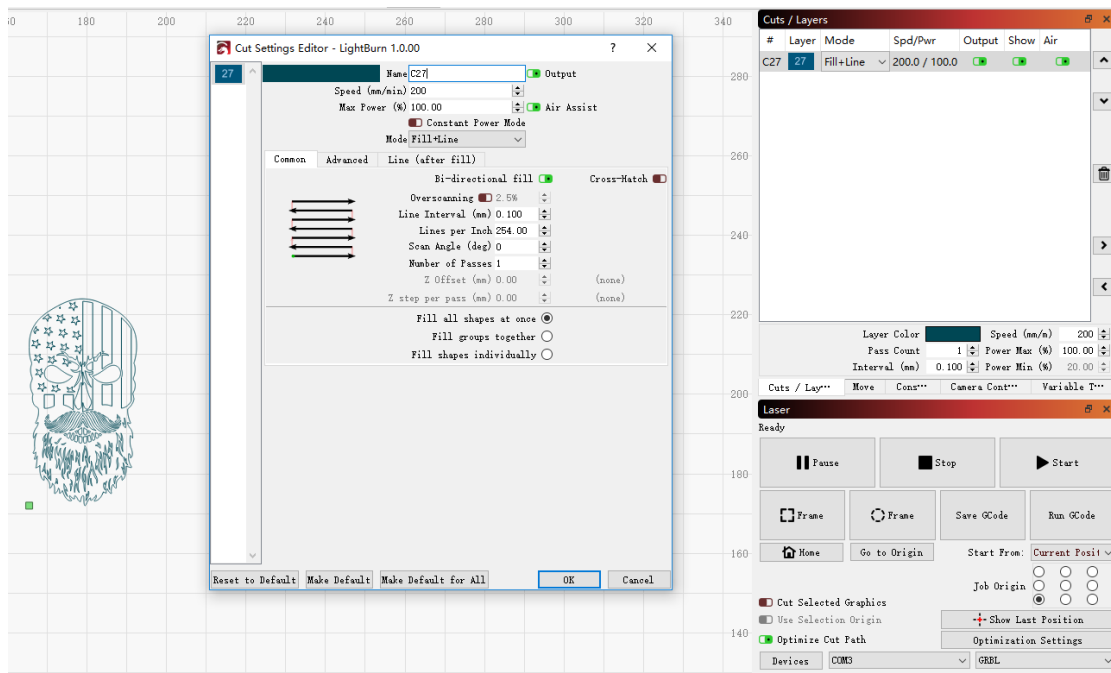 60 180 200 220 240 260 280 300 320 340
280
260
240
220
200
180
160
140
Cut Settings Editor - LightBurn 1.0.00 ? ×
27
Name C27 Output
Speed (mm/min) 200
Max Power (%) 100.00 Air Assist
Constant Power Mode
Mode Fill+Line
Common Advanced Line (after fill)
Bi-directional fill Cross-Hatch
Overscanning 2.5%
Line Interval (mm) 0.100
Lines per Inch 254.00
Scan Angle (deg) 0
Number of Passes 1
Z Offset (mm) 0.00 (none)
Z step per pass (mm) 0.00 (none)
Fill all shapes at once
Fill groups together
Fill shapes individually
Reset to Default Make Default Make Default for All OK Cancel
Cuts / Layers
# Layer Mode Spd/Pwr Output Show Air
C27 27 Fill+Line 200.0 / 100.0
Layer Color Speed (mm/m) 200
Pass Count 1 Power Max (%) 100.00
Interval (mm) 0.100 Power Min (%) 20.00
Cuts / Lay··· Move Cons··· Camera Cont··· Variable T···
Laser
Ready
Pause Stop Start
Frame Frame Save GCode Run GCode
Home Go to Origin Start From: Current Posit
Job Origin
Cut Selected Graphics
Use Selection Origin Show Last Position
Optimize Cut Path Optimization Settings
Devices COM3 GRBL